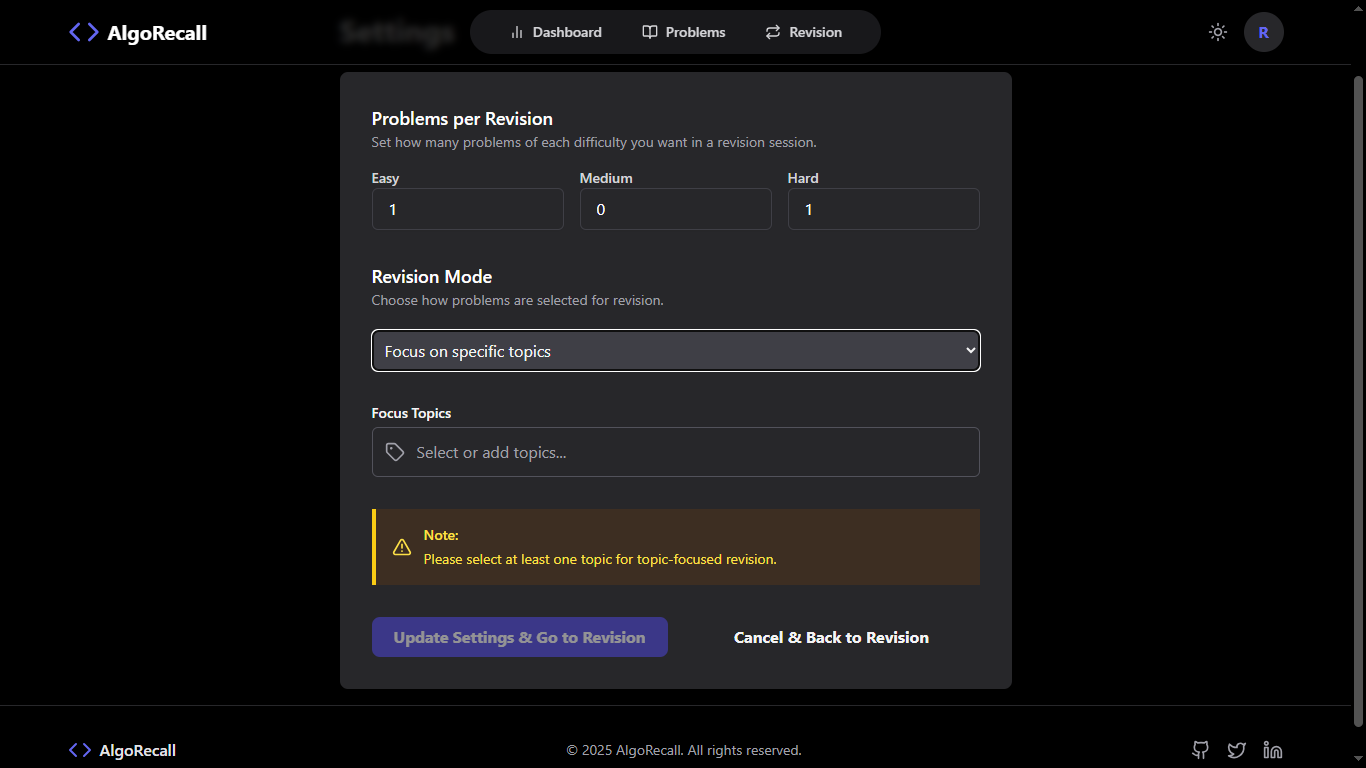 AlgoRecall
Settings
Dashboard
Problems
Revision
R
Problems per Revision
Set how many problems of each difficulty you want in a revision session.
Easy
Medium
Hard
1
0
1
Revision Mode
Choose how problems are selected for revision.
Focus on specific topics
Focus Topics
Select or add topics...
Note:
Please select at least one topic for topic-focused revision.
Update Settings & Go to Revision
Cancel & Back to Revision
AlgoRecall
© 2025 AlgoRecall. All rights reserved.